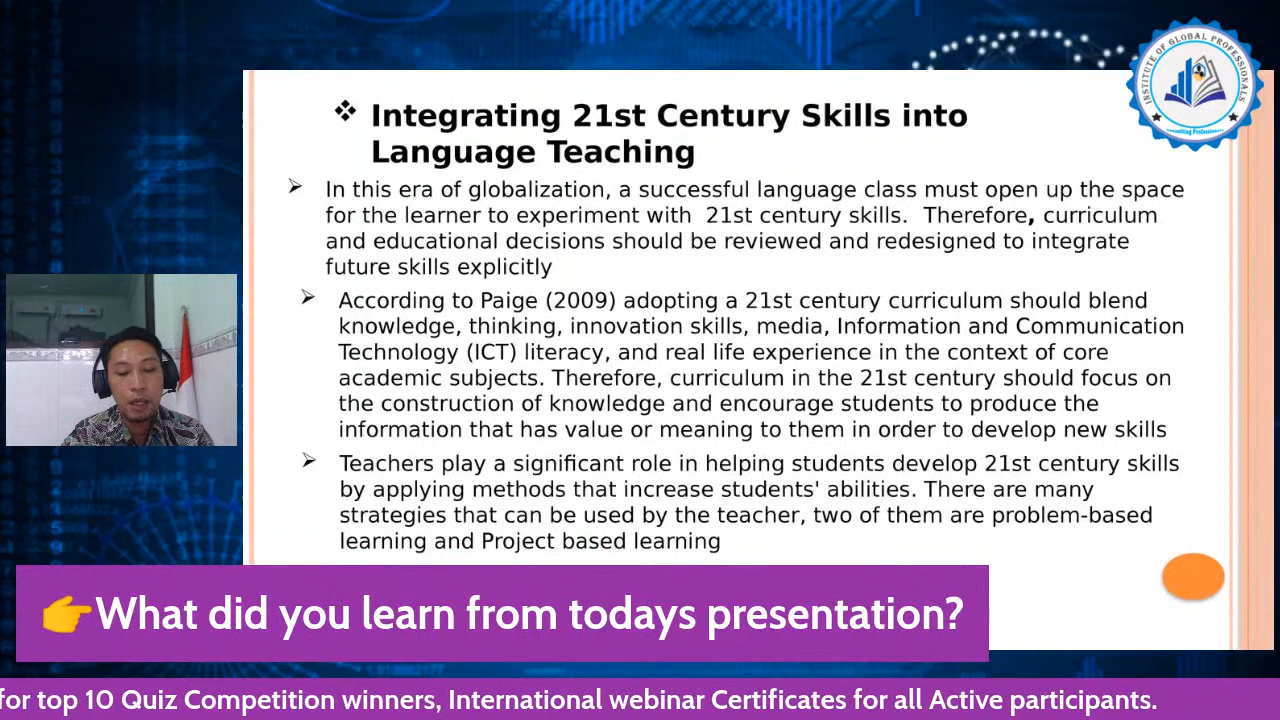 INSTITUTE OF GLOBAL PROFESSIONALS
Consulting Professionals
❖ Integrating 21st Century Skills into
Language Teaching
➢ In this era of globalization, a successful language class must open up the space
for the learner to experiment with 21st century skills. Therefore, curriculum
and educational decisions should be reviewed and redesigned to integrate
future skills explicitly
➢ According to Paige (2009) adopting a 21st century curriculum should blend
knowledge, thinking, innovation skills, media, Information and Communication
Technology (ICT) literacy, and real life experience in the context of core
academic subjects. Therefore, curriculum in the 21st century should focus on
the construction of knowledge and encourage students to produce the
information that has value or meaning to them in order to develop new skills
➢ Teachers play a significant role in helping students develop 21st century skills
by applying methods that increase students' abilities. There are many
strategies that can be used by the teacher, two of them are problem-based
learning and Project based learning
👉What did you learn from todays presentation?
for top 10 Quiz Competition winners, International webinar Certificates for all Active participants.